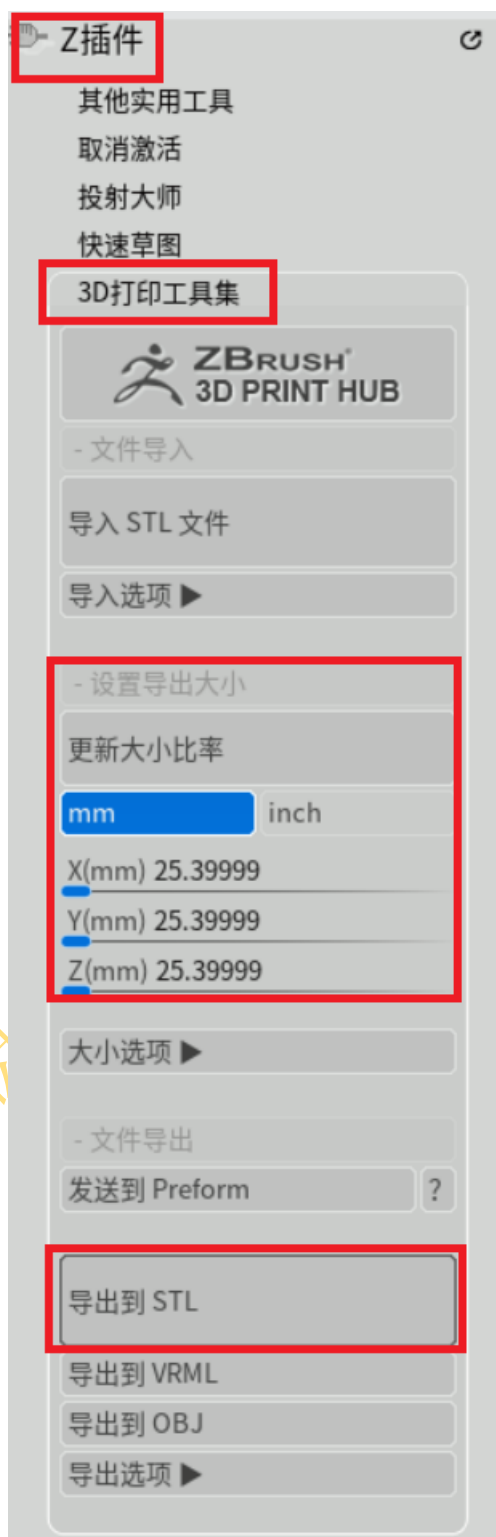 Z插件
其他实用工具
取消激活
投射大师
快速草图
3D打印工具集
ZBRUSH
3D PRINT HUB
- 文件导入
导入 STL 文件
导入选项 ▶
- 设置导出大小
更新大小比率
mm inch
X(mm) 25.39999
Y(mm) 25.39999
Z(mm) 25.39999
大小选项 ▶
- 文件导出
发送到 Preform ?
导出到 STL
导出到 VRML
导出到 OBJ
导出选项 ▶